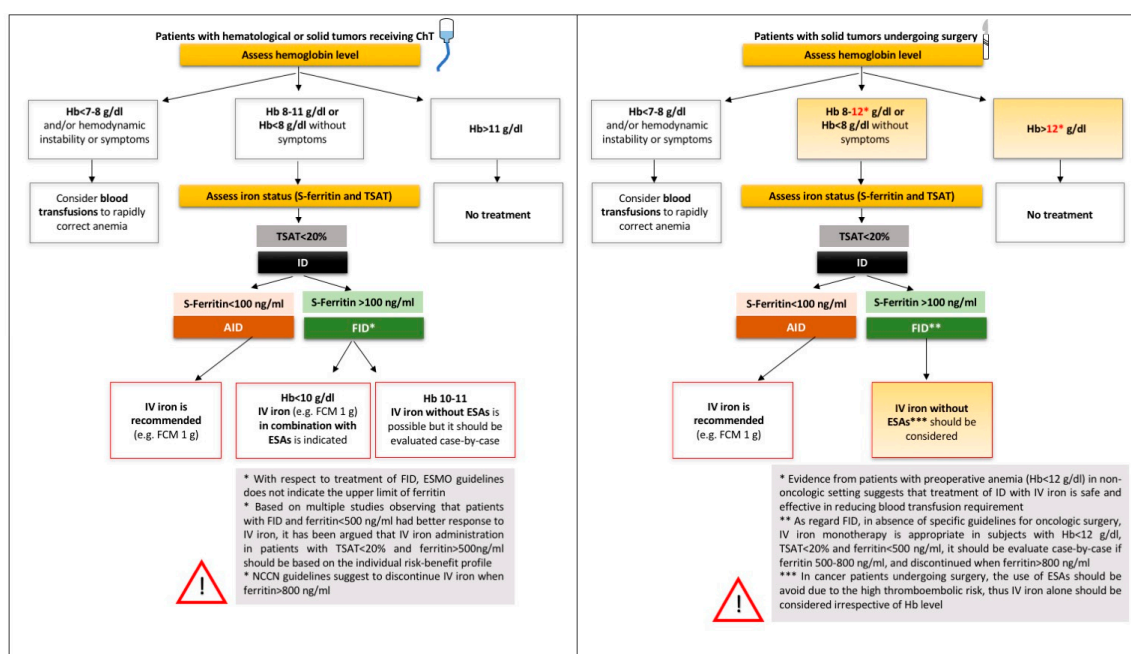 Patients with hematological or solid tumors receiving ChT
Assess hemoglobin level
Hb<7-8 g/dl
and/or hemodynamic
instability or symptoms
Hb 8-11 g/dl or
Hb<8 g/dl without
symptoms
Hb>11 g/dl
Consider blood
transfusions to rapidly
correct anemia
Assess iron status (S-ferritin and TSAT)
No treatment
TSAT<20%
ID
S-Ferritin<100 ng/ml
S-Ferritin >100 ng/ml
AID
FID*
IV iron is
recommended
(e.g. FCM 1 g)
Hb<10 g/dl
IV iron (e.g. FCM 1 g)
in combination with
ESAs is indicated
Hb 10-11
IV iron without ESAs is
possible but it should be
evaluated case-by-case
* With respect to treatment of FID, ESMO guidelines
does not indicate the upper limit of ferritin
* Based on multiple studies observing that patients
with FID and ferritin<500 ng/ml had better response to
IV iron, it has been argued that IV iron administration
in patients with TSAT<20% and ferritin>500ng/ml
should be based on the individual risk-benefit profile
* NCCN guidelines suggest to discontinue IV iron when
ferritin>800 ng/ml
!
Patients with solid tumors undergoing surgery
Assess hemoglobin level
Hb<7-8 g/dl
and/or hemodynamic
instability or symptoms
Hb 8-12* g/dl or
Hb<8 g/dl without
symptoms
Hb>12* g/dl
Consider blood
transfusions to rapidly
correct anemia
Assess iron status (S-ferritin and TSAT)
No treatment
TSAT<20%
ID
S-Ferritin<100 ng/ml
S-Ferritin >100 ng/ml
AID
FID**
IV iron is
recommended
(e.g. FCM 1 g)
IV iron without
ESAs*** should be
considered
* Evidence from patients with preoperative anemia (Hb<12 g/dl) in non-
oncologic setting suggests that treatment of ID with IV iron is safe and
effective in reducing blood transfusion requirement
** As regard FID, in absence of specific guidelines for oncologic surgery,
IV iron monotherapy is appropriate in subjects with Hb<12 g/dl,
TSAT<20% and ferritin<500 ng/ml, it should be evaluate case-by-case if
ferritin 500-800 ng/ml, and discontinued when ferritin>800 ng/ml
*** In cancer patients undergoing surgery, the use of ESAs should be
avoid due to the high thromboembolic risk, thus IV iron alone should be
considered irrespective of Hb level
!